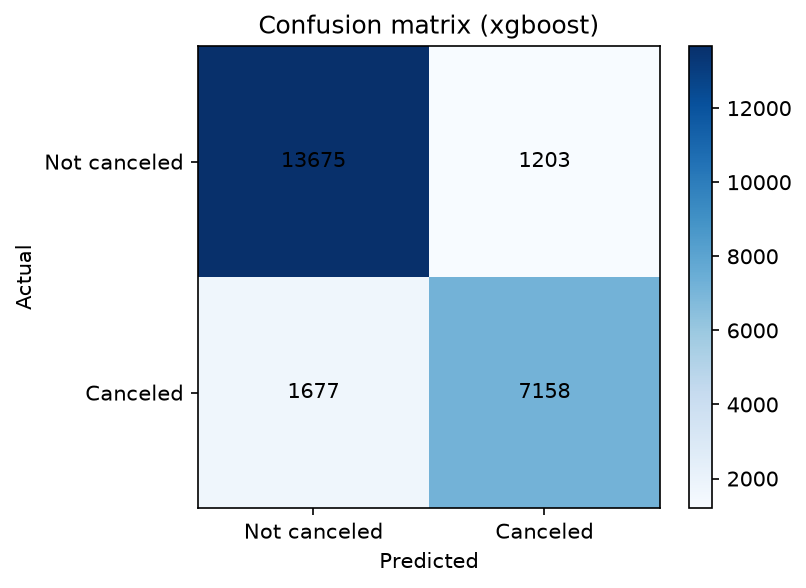 Confusion matrix (xgboost)
Actual
Not canceled
13675
1203
Canceled
1677
7158
Not canceled
Canceled
Predicted
12000
10000
8000
6000
4000
2000